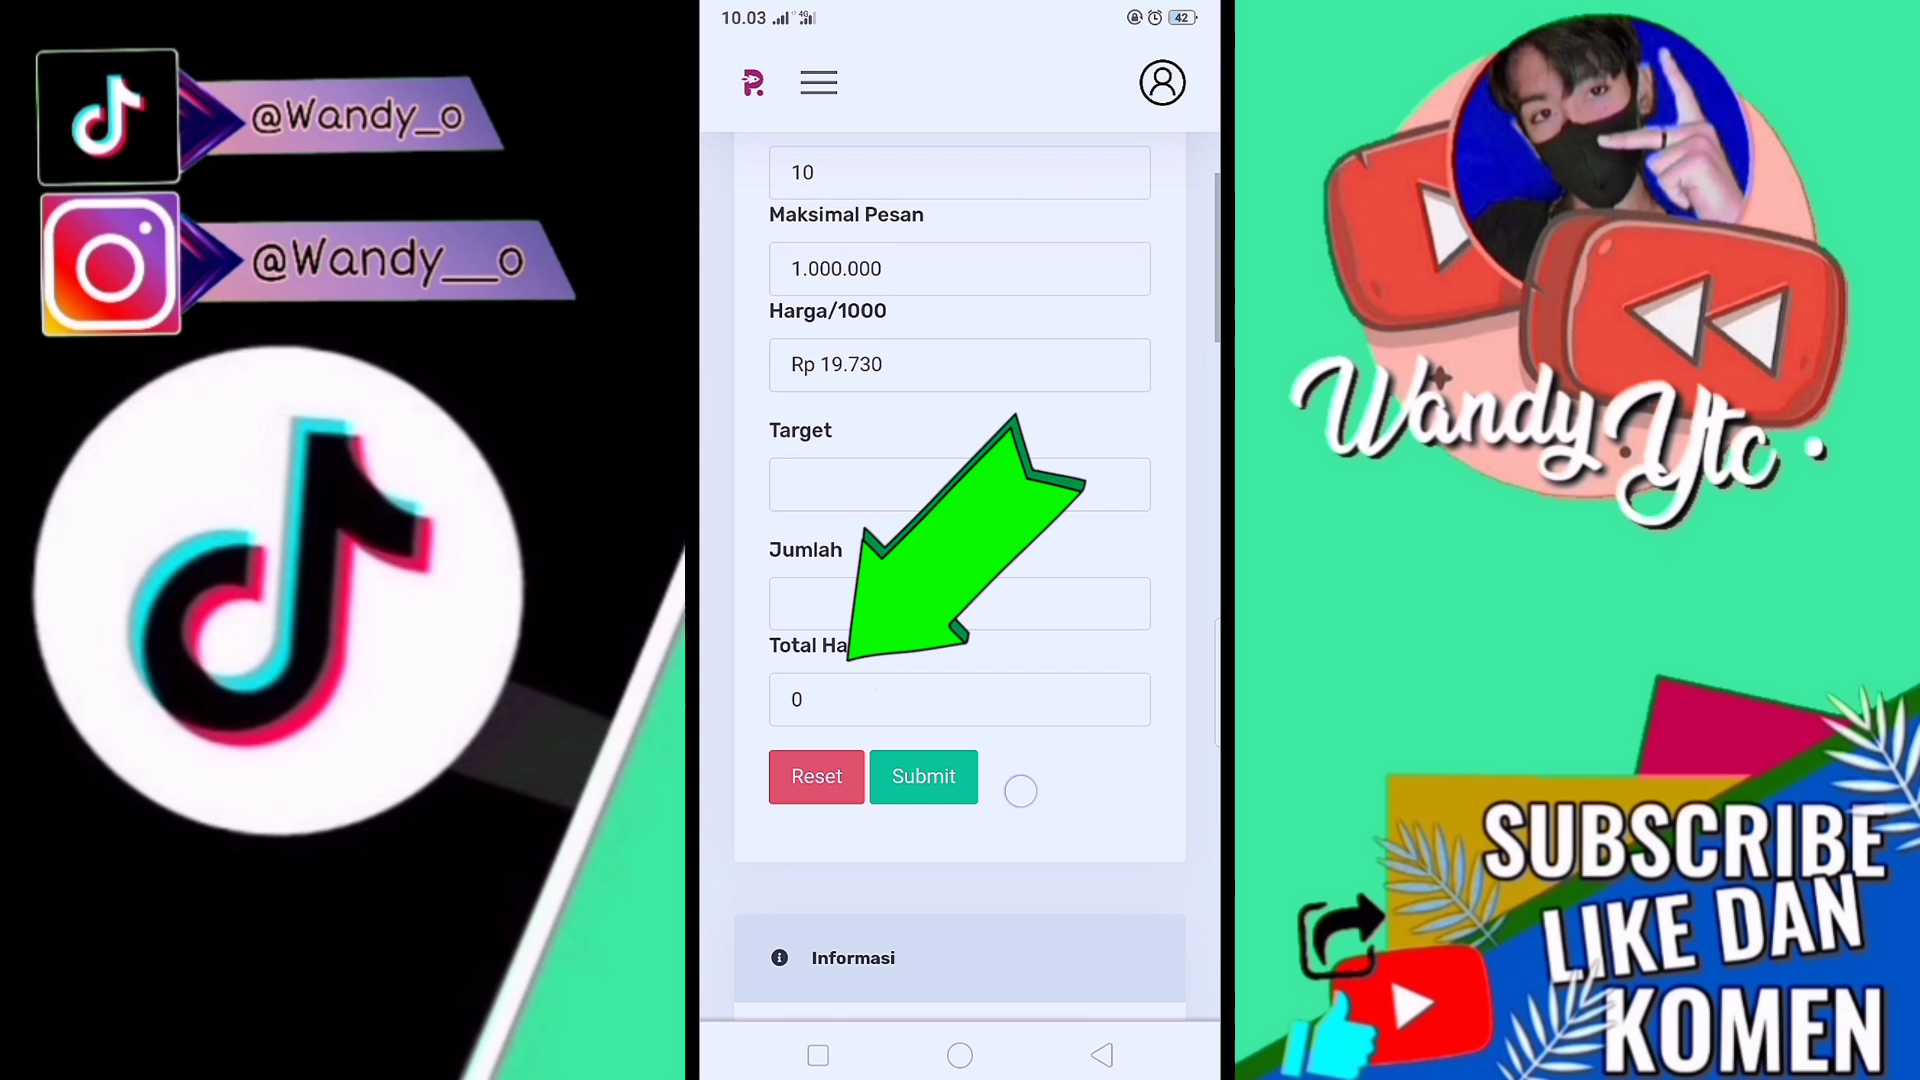 @Wandy_o
@Wandy__o
10.03
4G
42
10
Maksimal Pesan
1.000.000
Harga/1000
Rp 19.730
Target
Jumlah
Total Ha
0
Reset
Submit
Informasi
Wandy Ytc
SUBSCRIBE
LIKE DAN
KOMEN